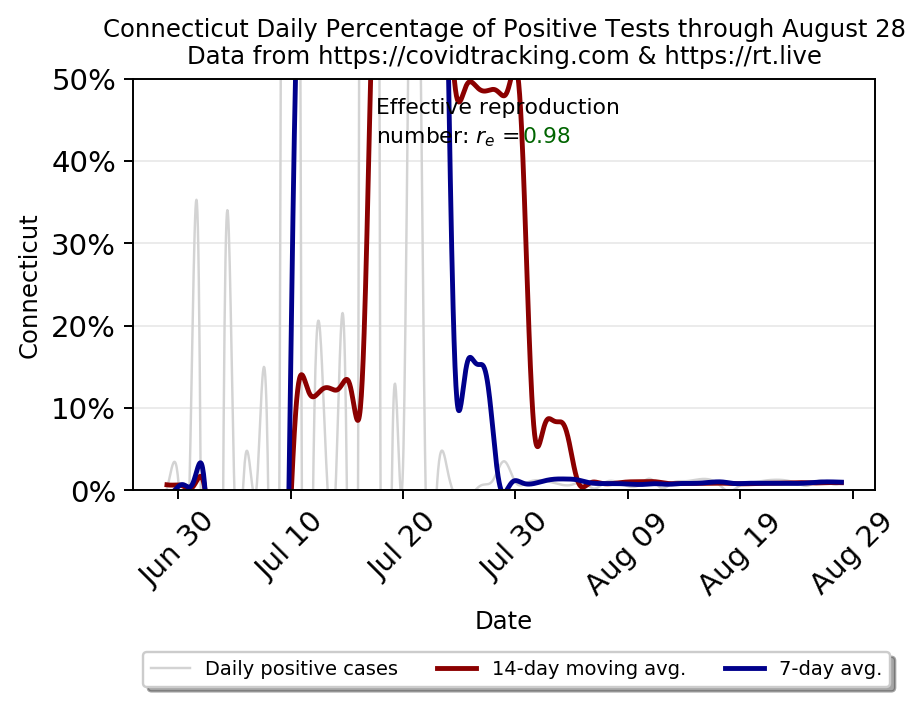 Connecticut Daily Percentage of Positive Tests through August 28
Data from https://covidtracking.com & https://rt.live
50%
Effective reproduction
number: rₑ =0.98
40%
30%
20%
10%
0%
Connecticut
Jun 30
Jul 10
Jul 20
Jul 30
Aug 09
Aug 19
Aug 29
Date
Daily positive cases
14-day moving avg.
7-day avg.